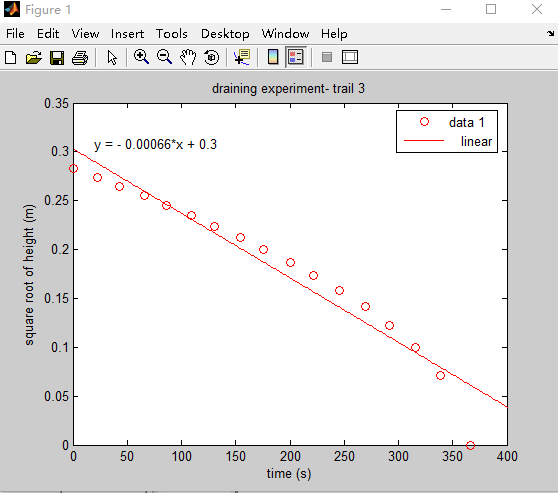 Figure 1
File Edit View Insert Tools Desktop Window Help
draining experiment- trail 3
y = - 0.00066*x + 0.3
data 1
linear
square root of height (m)
0.35
0.3
0.25
0.2
0.15
0.1
0.05
0
0 50 100 150 200 250 300 350 400
time (s)